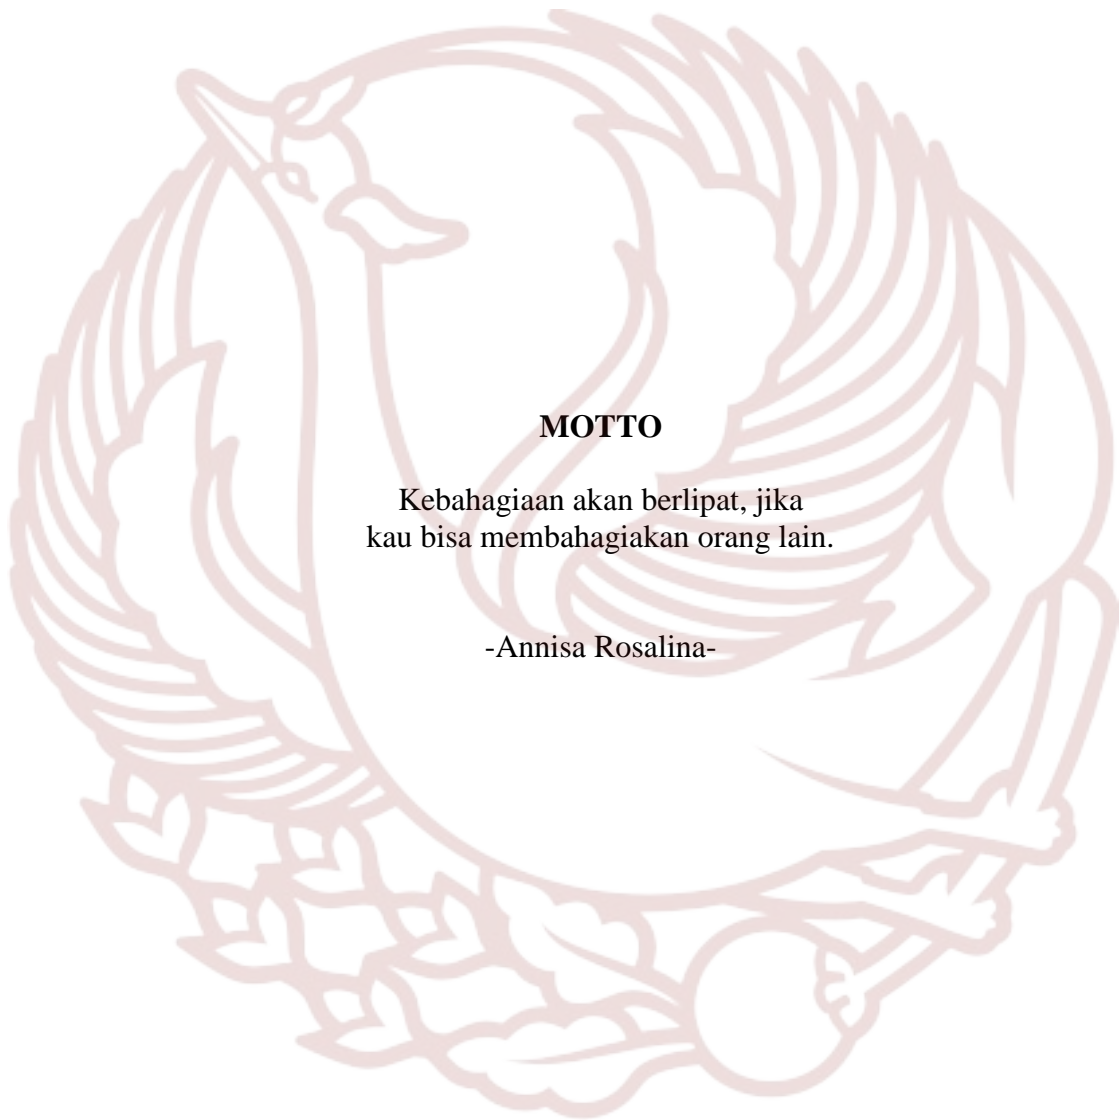 MOTTO
Kebahagiaan akan berlipat, jika
kau bisa membahagiakan orang lain.
-Annisa Rosalina-